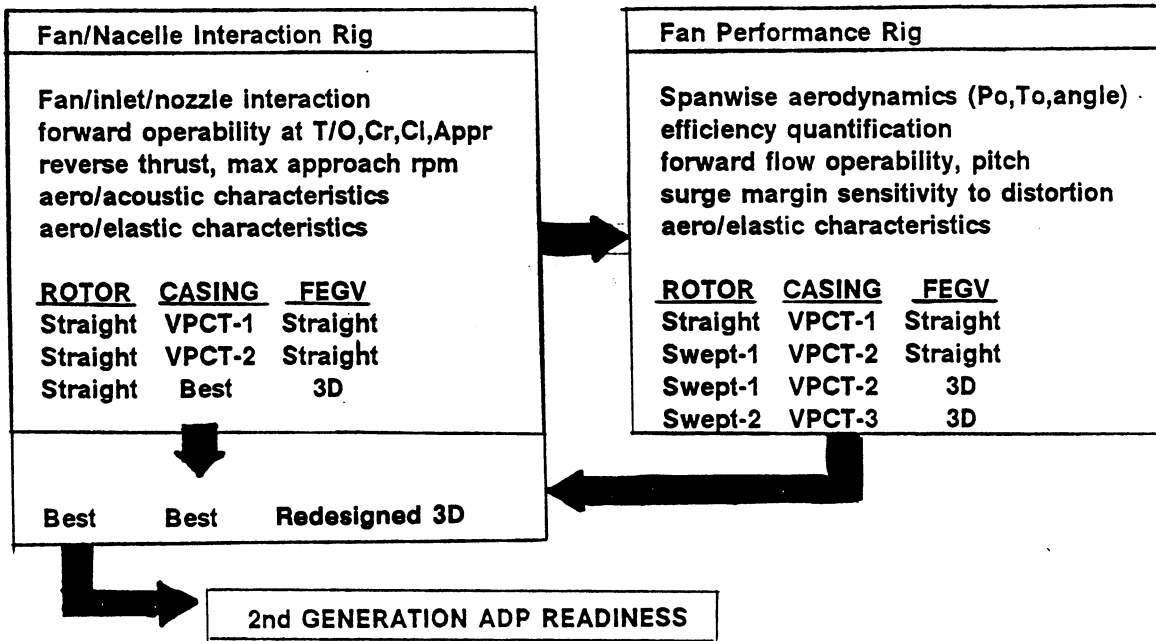 Fan/Nacelle Interaction Rig
Fan/inlet/nozzle interaction
forward operability at T/O,Cr,Cl,Appr
reverse thrust, max approach rpm
aero/acoustic characteristics
aero/elastic characteristics
ROTOR CASING FEGV
Straight VPCT-1 Straight
Straight VPCT-2 Straight
Straight Best 3D
Best Best Redesigned 3D
Fan Performance Rig
Spanwise aerodynamics (Po,To,angle)
efficiency quantification
forward flow operability, pitch
surge margin sensitivity to distortion
aero/elastic characteristics
ROTOR CASING FEGV
Straight VPCT-1 Straight
Swept-1 VPCT-2 Straight
Swept-1 VPCT-2 3D
Swept-2 VPCT-3 3D
2nd GENERATION ADP READINESS